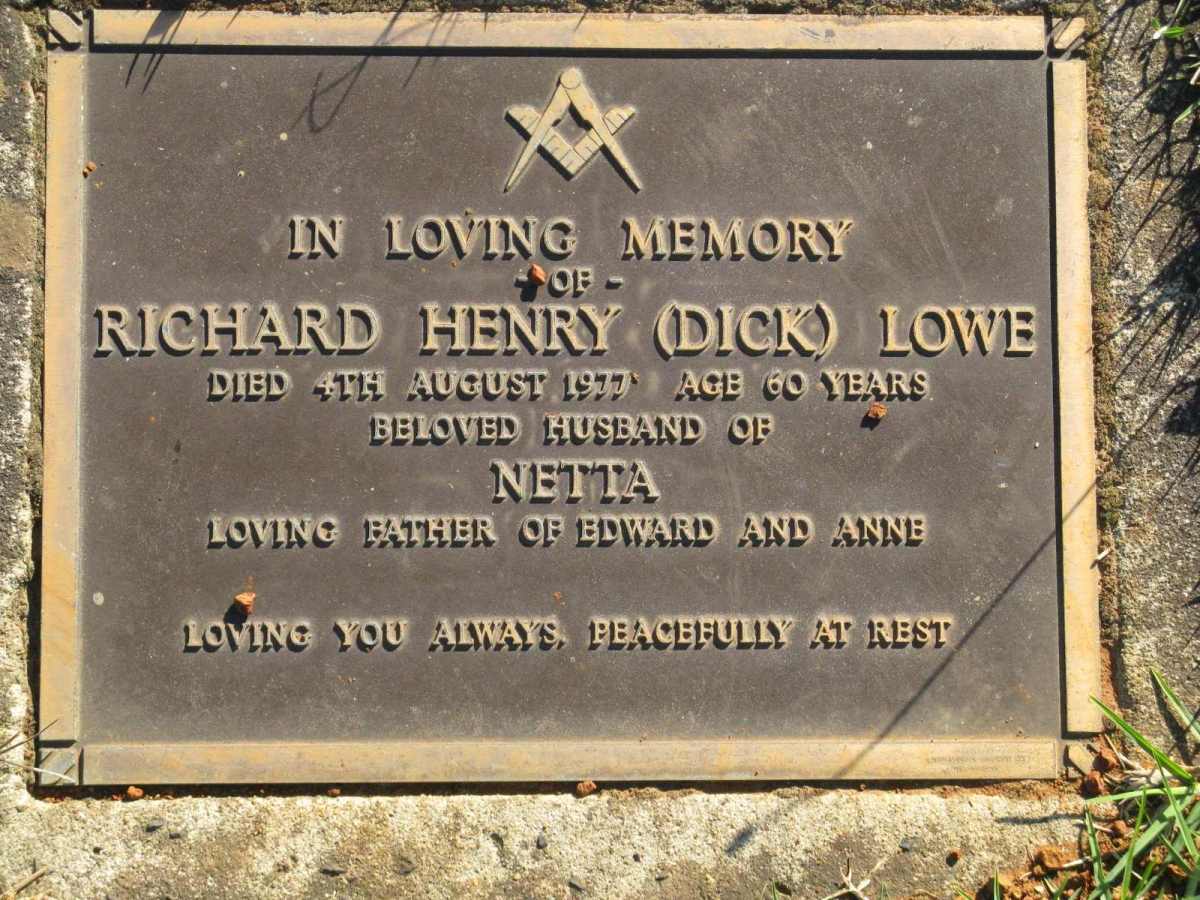 IN LOVING MEMORY
- OF -
RICHARD HENRY (DICK) LOWE
DIED 4TH AUGUST 1977 AGE 60 YEARS
BELOVED HUSBAND OF
NETTA
LOVING FATHER OF EDWARD AND ANNE
LOVING YOU ALWAYS. PEACEFULLY AT REST